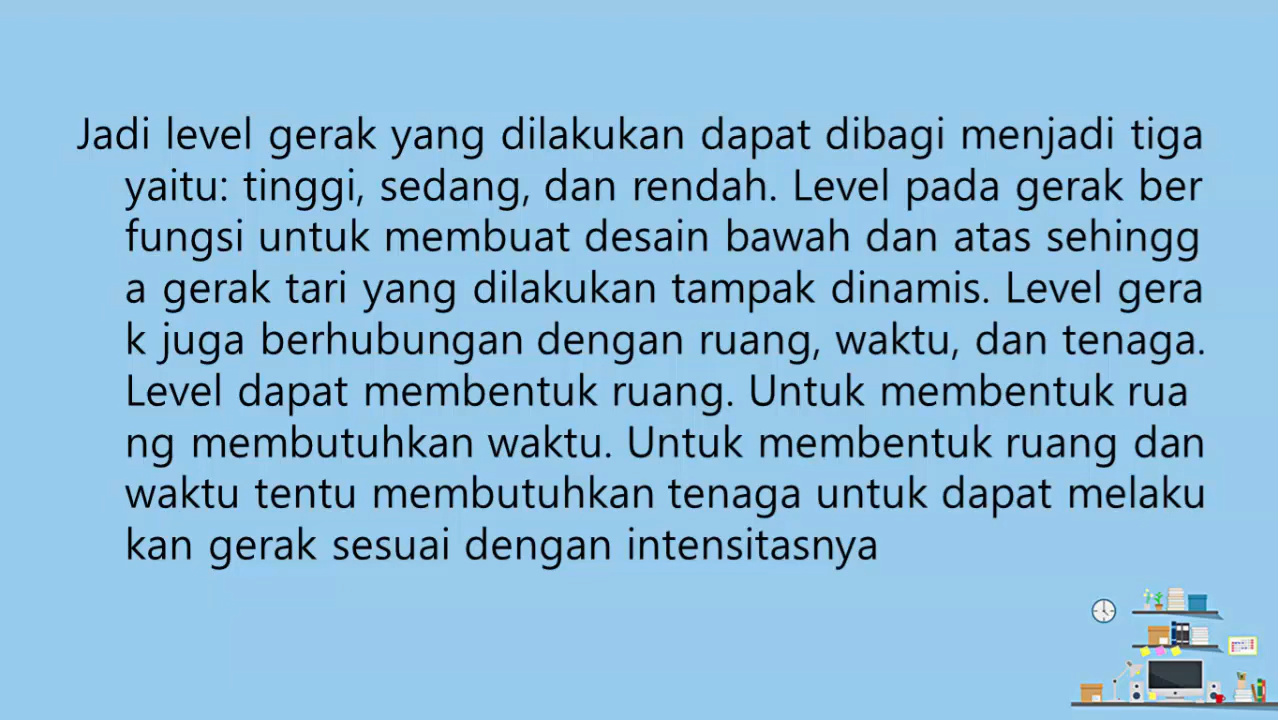 Jadi level gerak yang dilakukan dapat dibagi menjadi tiga
yaitu: tinggi, sedang, dan rendah. Level pada gerak ber
fungsi untuk membuat desain bawah dan atas sehingg
a gerak tari yang dilakukan tampak dinamis. Level gera
k juga berhubungan dengan ruang, waktu, dan tenaga.
Level dapat membentuk ruang. Untuk membentuk rua
ng membutuhkan waktu. Untuk membentuk ruang dan
waktu tentu membutuhkan tenaga untuk dapat melaku
kan gerak sesuai dengan intensitasnya